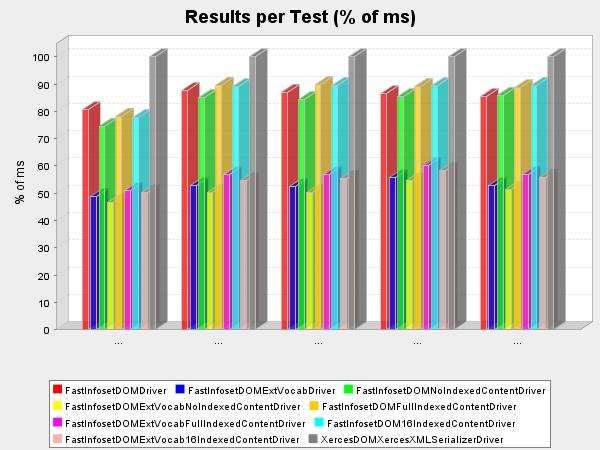 Results per Test (% of ms)
% of ms
100
90
80
70
60
50
40
30
20
10
0
... ... ... ... ...
FastInfosetDOMDriver FastInfosetDOMExtVocabDriver FastInfosetDOMNoIndexedContentDriver
FastInfosetDOMExtVocabNoIndexedContentDriver FastInfosetDOMFullIndexedContentDriver
FastInfosetDOMExtVocabFullIndexedContentDriver FastInfosetDOM16IndexedContentDriver
FastInfosetDOMExtVocab16IndexedContentDriver XercesDOMXercesXMLSerializerDriver